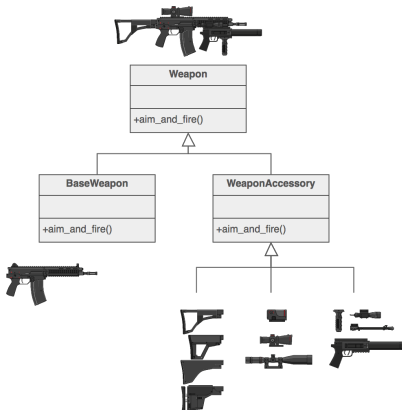 Weapon
+aim_and_fire()
BaseWeapon
WeaponAccessory
+aim_and_fire()
+aim_and_fire()